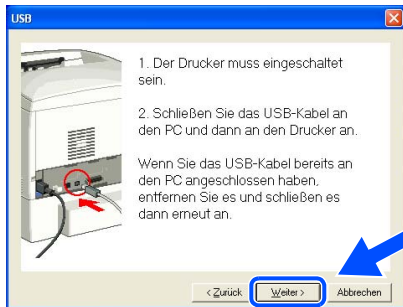 USB
1. Der Drucker muss eingeschaltet
sein.
2. Schließen Sie das USB-Kabel an
den PC und dann an den Drucker an.
Wenn Sie das USB-Kabel bereits an
den PC angeschlossen haben,
entfernen Sie es und schließen es
dann erneut an.
< Zurück Weiter > Abbrechen